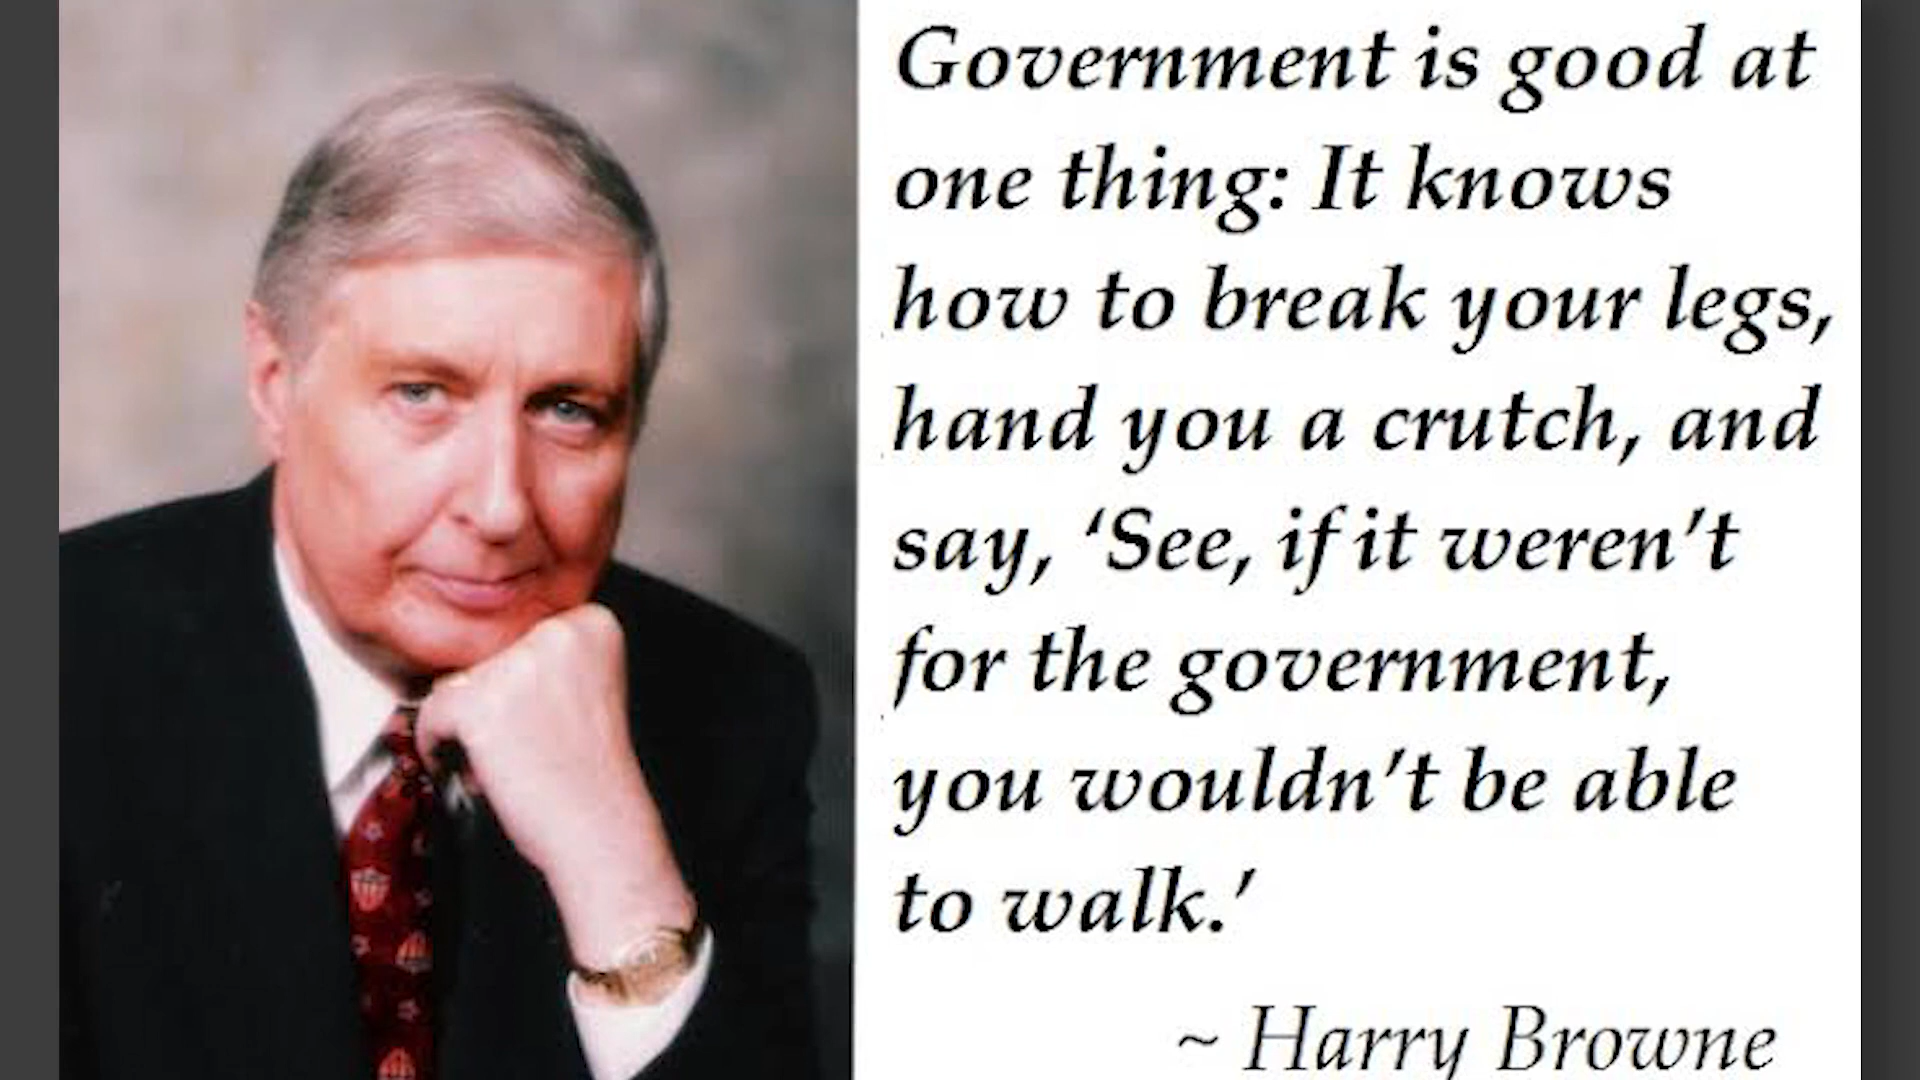 Government is good at
one thing: It knows
how to break your legs,
hand you a crutch, and
say, ‘See, if it weren’t
for the government,
you wouldn’t be able
to walk.’
~ Harry Browne